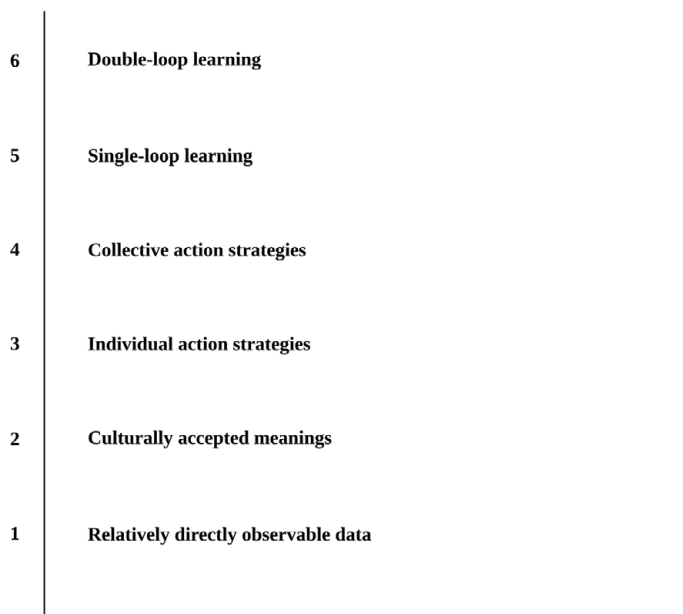 6 Double-loop learning
5 Single-loop learning
4 Collective action strategies
3 Individual action strategies
2 Culturally accepted meanings
1 Relatively directly observable data